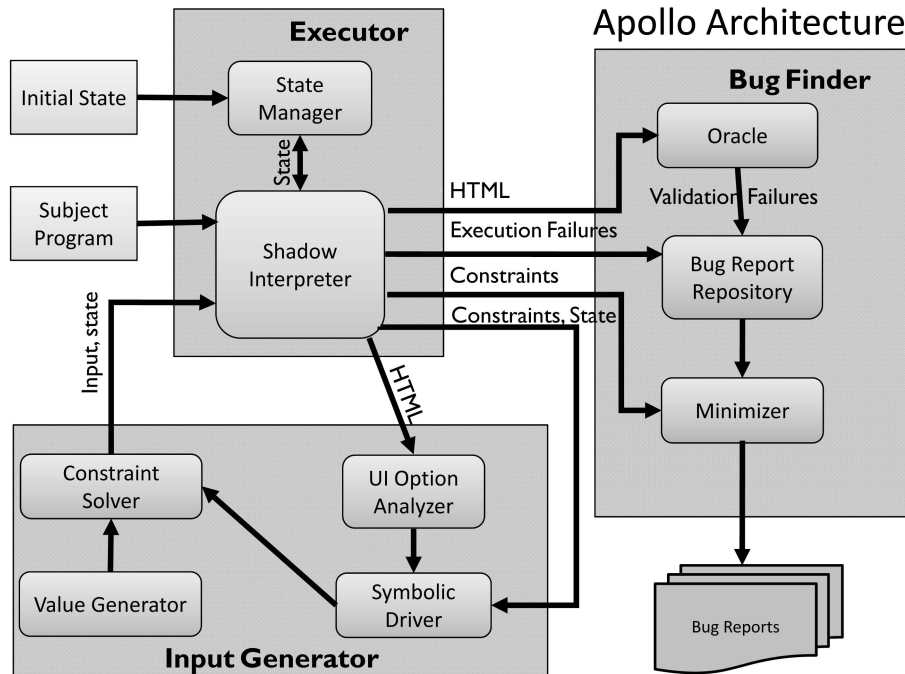 Apollo Architecture
Executor
State
Manager
Initial State
State
Subject
Program
Shadow
Interpreter
Input, state
HTML
Execution Failures
Constraints
Constraints, State
HTML
Bug Finder
Oracle
Validation Failures
Bug Report
Repository
Minimizer
Bug Reports
Constraint
Solver
UI Option
Analyzer
Value Generator
Symbolic
Driver
Input Generator